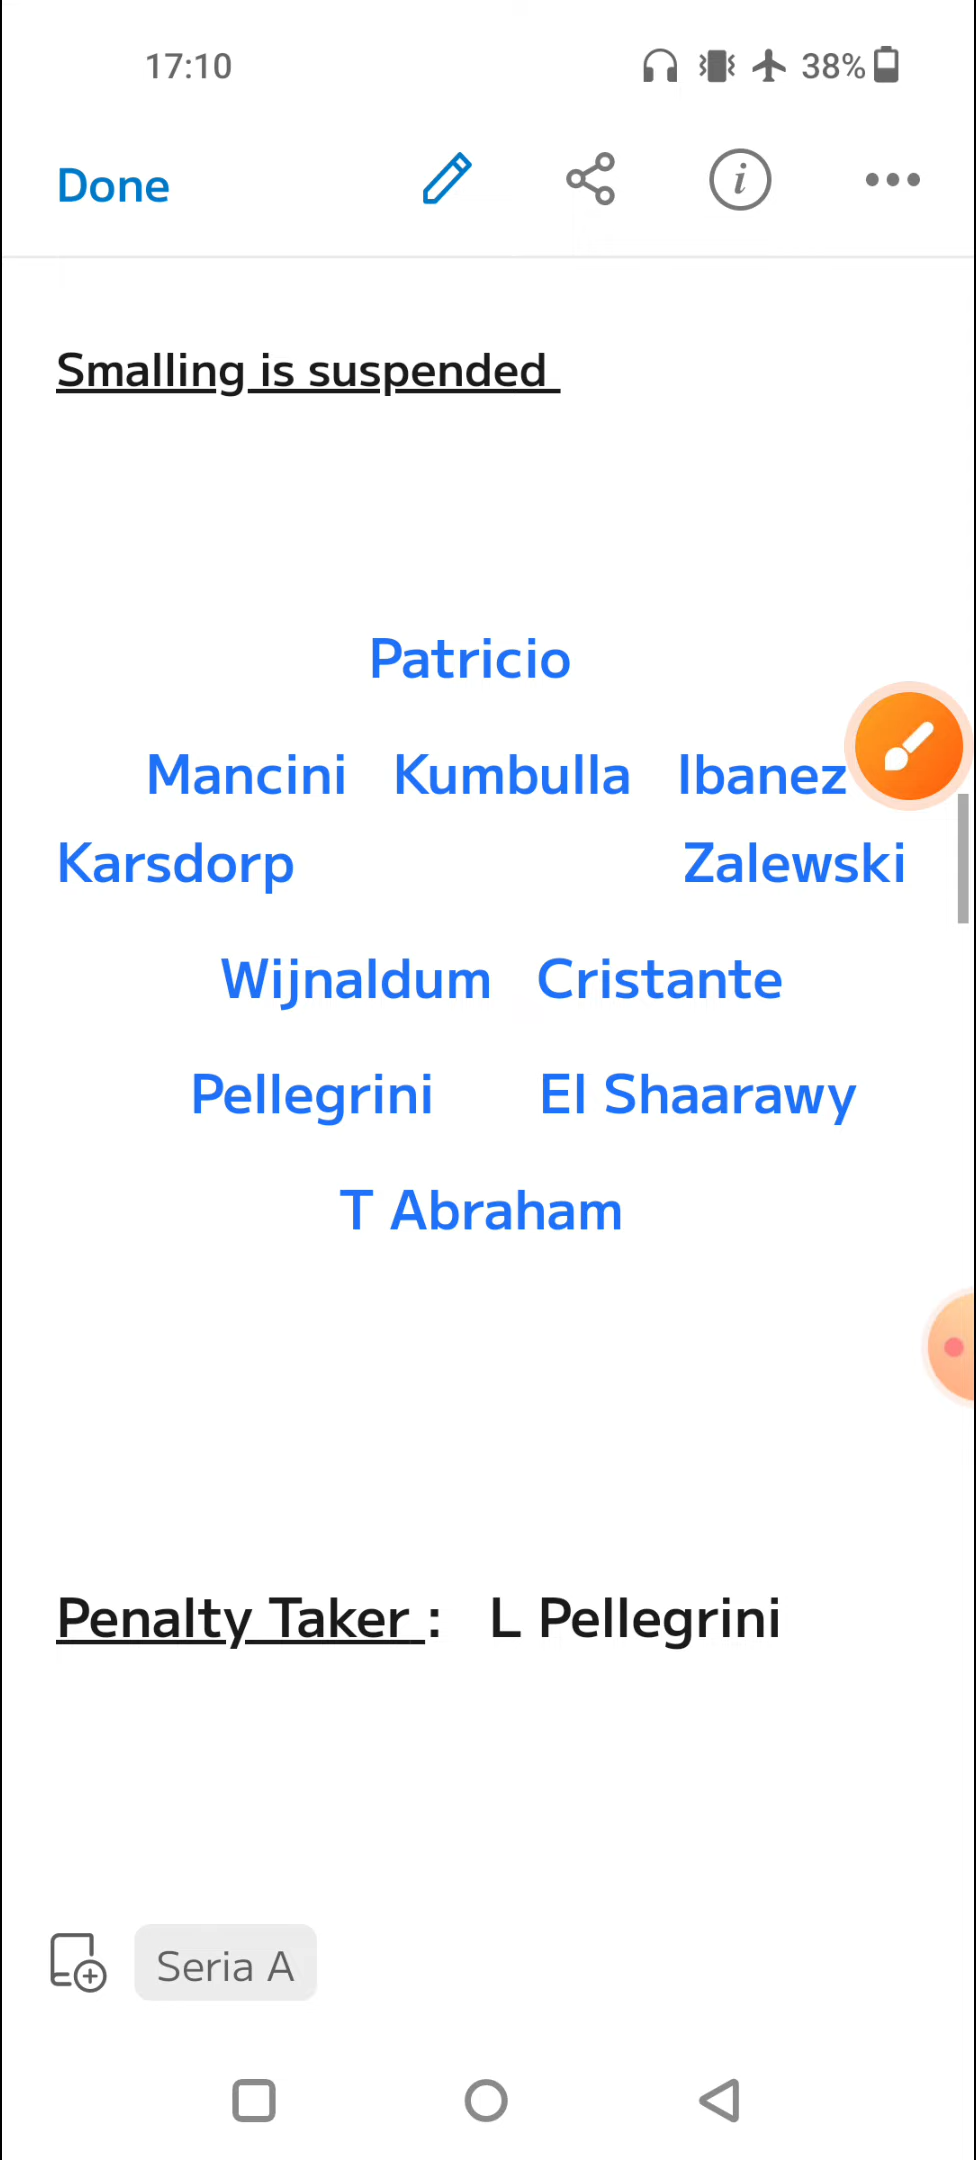 17:10
38%
Done
Smalling is suspended
Patricio
Mancini Kumbulla Ibanez
Karsdorp Zalewski
Wijnaldum Cristante
Pellegrini El Shaarawy
T Abraham
Penalty Taker : L Pellegrini
Seria A